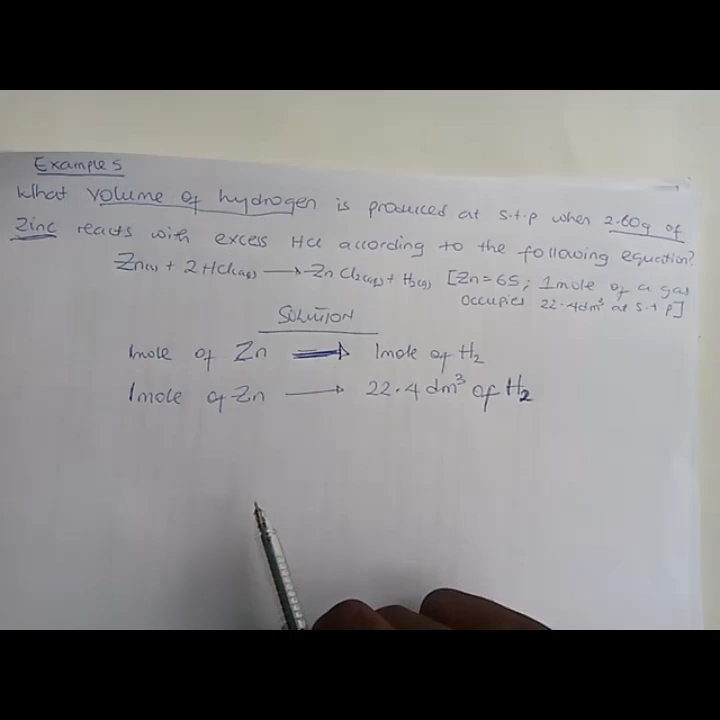 Example 5
What volume of hydrogen is produced at s.t.p when 2.60g of
Zinc reacts with excess HCl according to the following equation?
Zn(s) + 2HCl(aq) → ZnCl2(aq) + H2(g) [Zn=65; 1mole of a gas
occupies 22.4dm³ at s.t.p]
SOLUTION
1mole of Zn ⟹ 1mole of H2
1mole of Zn → 22.4 dm³ of H2